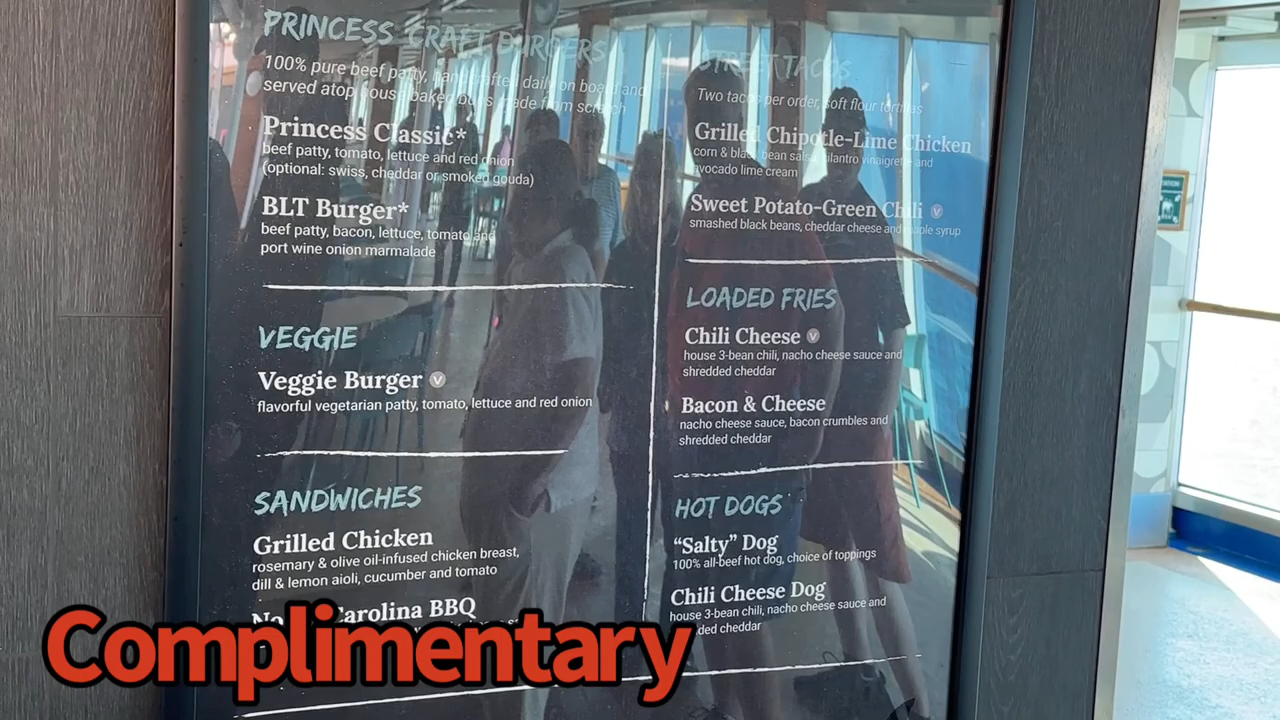 PRINCESS CRAFT BURGERS
100% pure beef patty, handcrafted daily on board and
served atop house baked buns made from scratch
Princess Classic*
beef patty, tomato, lettuce and red onion
(optional: swiss, cheddar or smoked gouda)
BLT Burger*
beef patty, bacon, lettuce, tomato and
port wine onion marmalade
VEGGIE
Veggie Burger V
flavorful vegetarian patty, tomato, lettuce and red onion
SANDWICHES
Grilled Chicken
rosemary & olive oil-infused chicken breast,
dill & lemon aioli, cucumber and tomato
Carolina BBQ
STREET TACOS
Two tacos per order, soft flour tortillas
Grilled Chipotle-Lime Chicken
corn & black bean salsa, cilantro vinaigrette and
avocado lime cream
Sweet Potato-Green Chili V
smashed black beans, cheddar cheese and maple syrup
LOADED FRIES
Chili Cheese V
house 3-bean chili, nacho cheese sauce and
shredded cheddar
Bacon & Cheese
nacho cheese sauce, bacon crumbles and
shredded cheddar
HOT DOGS
“Salty” Dog
100% all-beef hot dog, choice of toppings
Chili Cheese Dog
house 3-bean chili, nacho cheese sauce and
cheddar
Complimentary